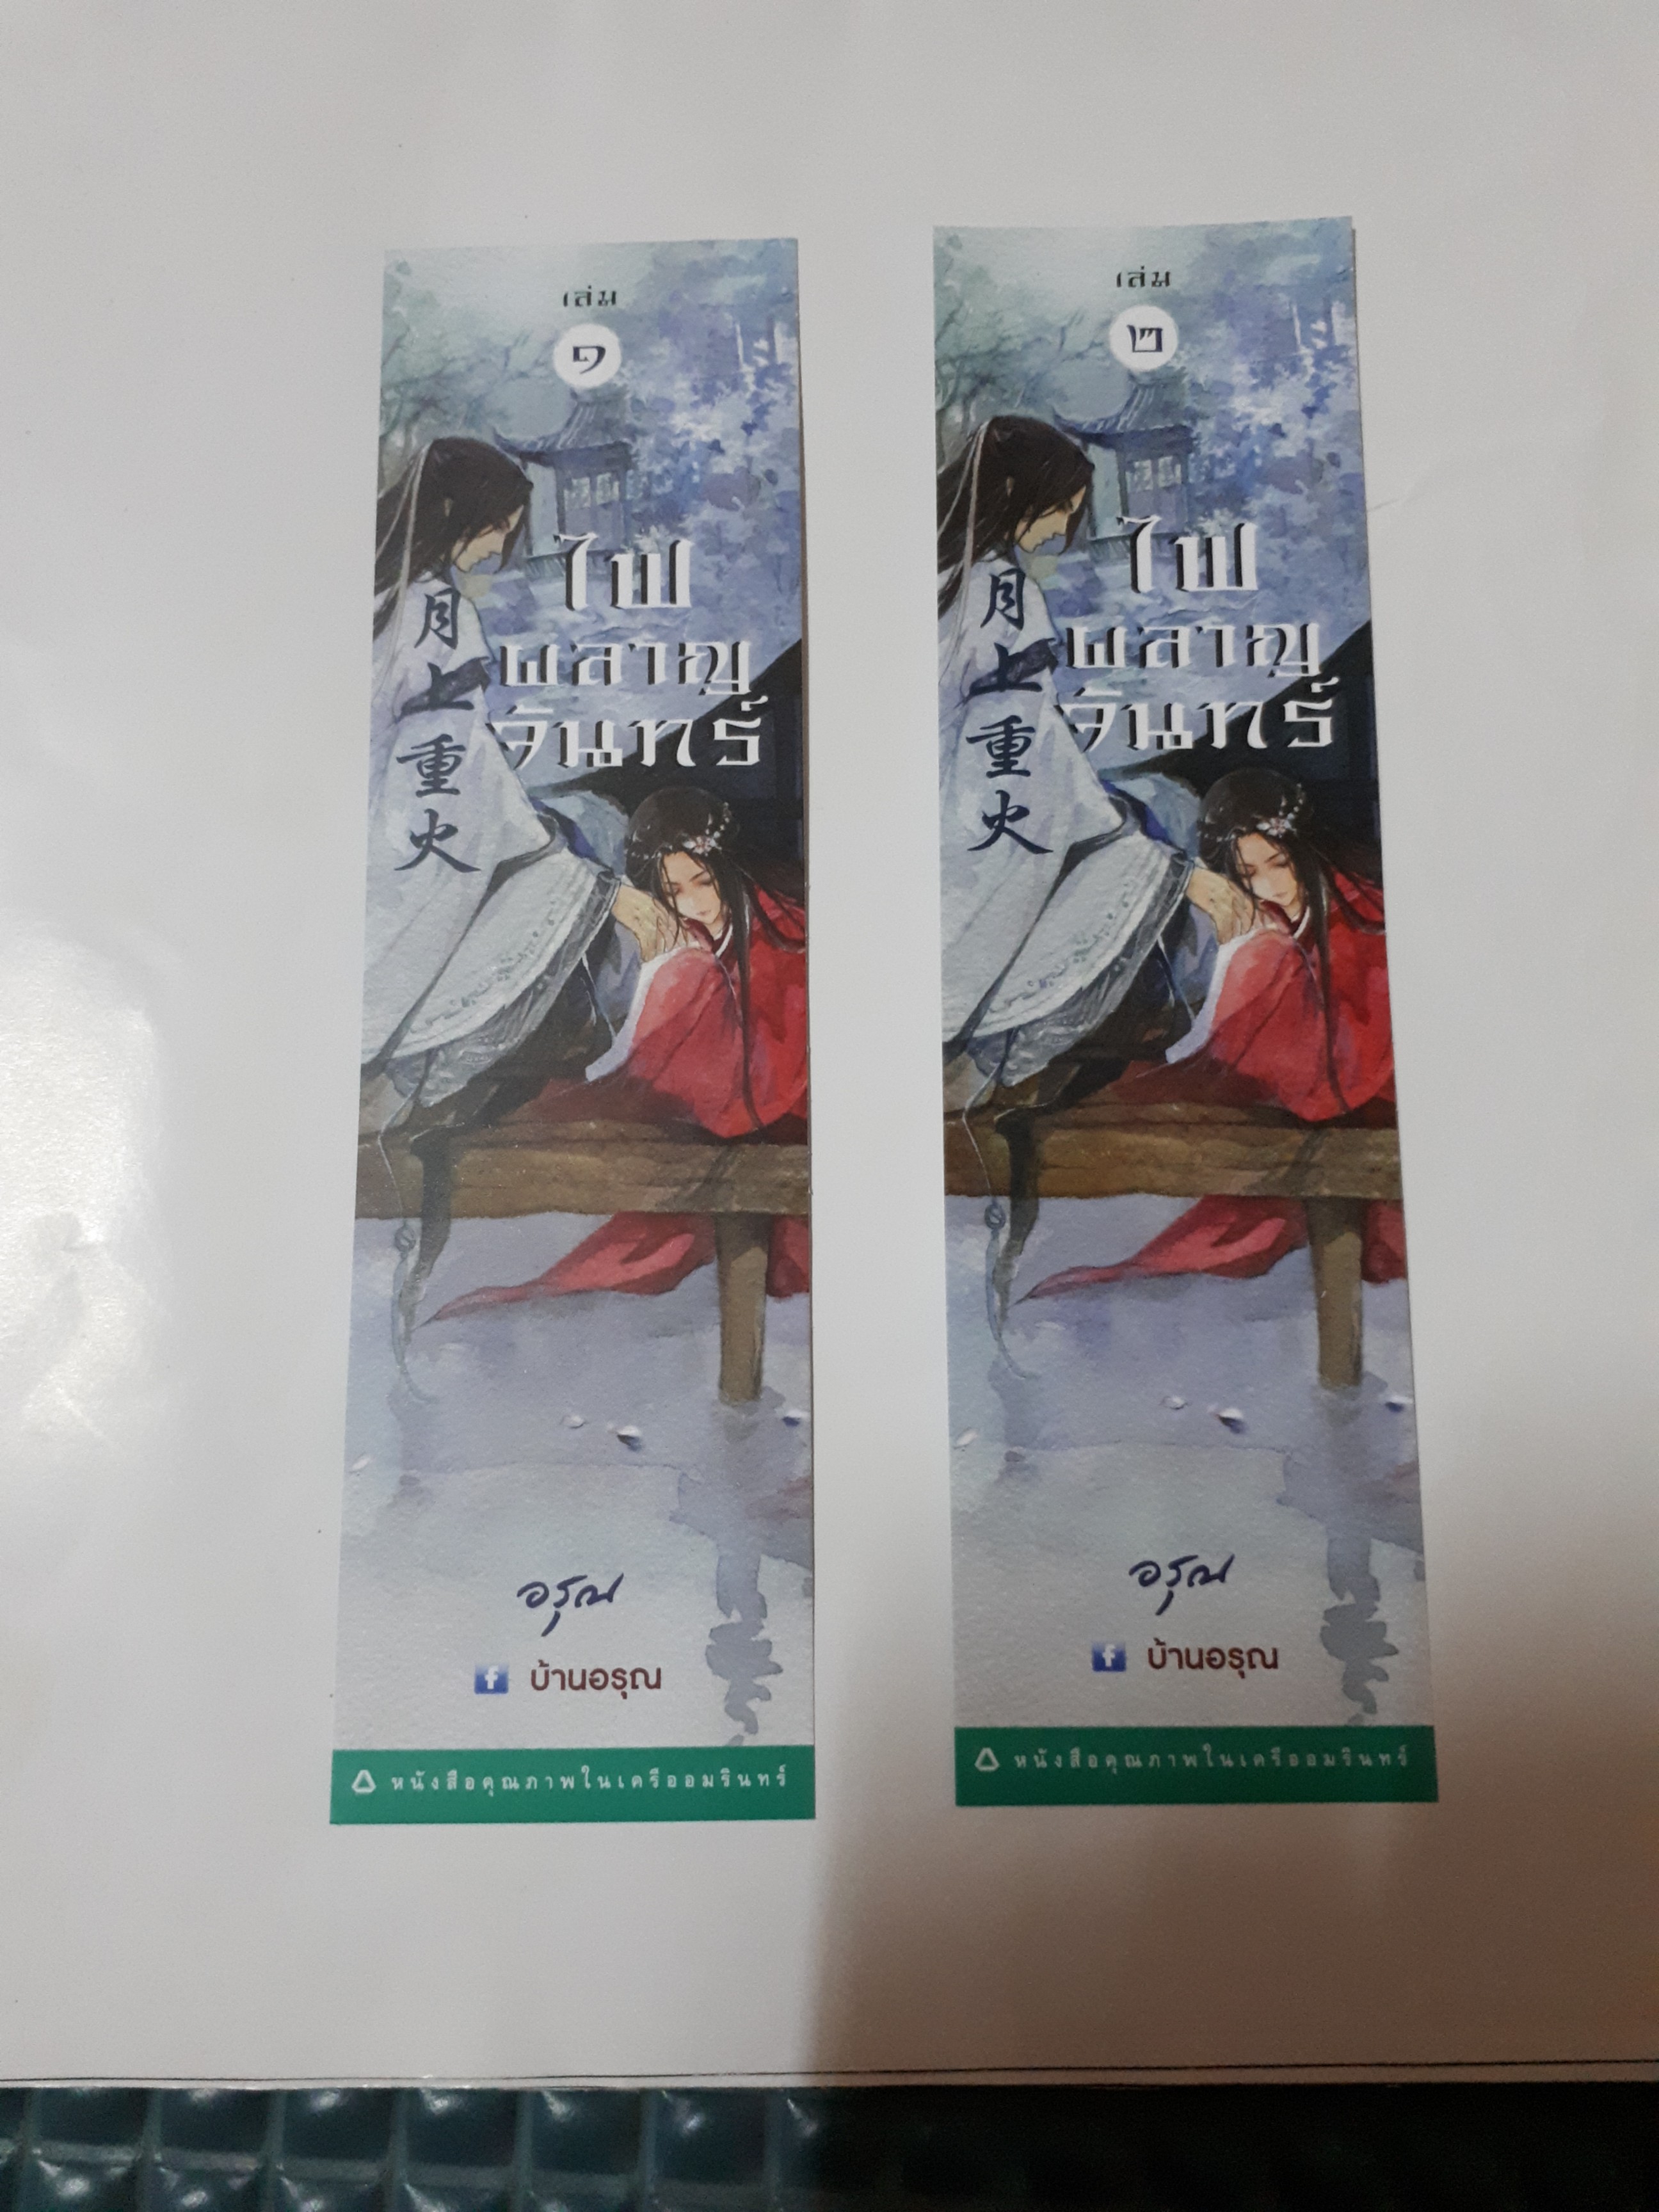 เล่ม
๑
ไฟ
ผลาญ
จันทร์
月上重火
อรุณ
บ้านอรุณ
หนังสือคุณภาพในเครืออมรินทร์
เล่ม
๒
ไฟ
ผลาญ
จันทร์
月上重火
อรุณ
บ้านอรุณ
หนังสือคุณภาพในเครืออมรินทร์